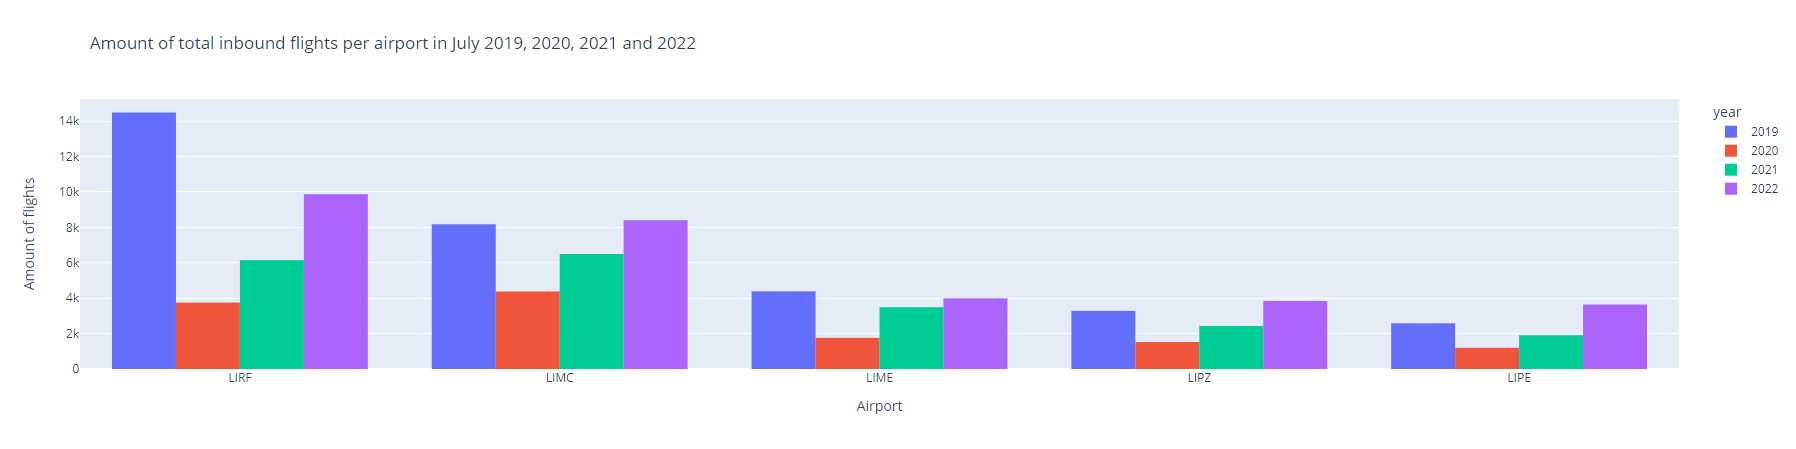 Amount of total inbound flights per airport in July 2019, 2020, 2021 and 2022
Amount of flights
14k
12k
10k
8k
6k
4k
2k
0
LIRF
LIMC
LIME
LIPZ
LIPE
Airport
year
2019
2020
2021
2022